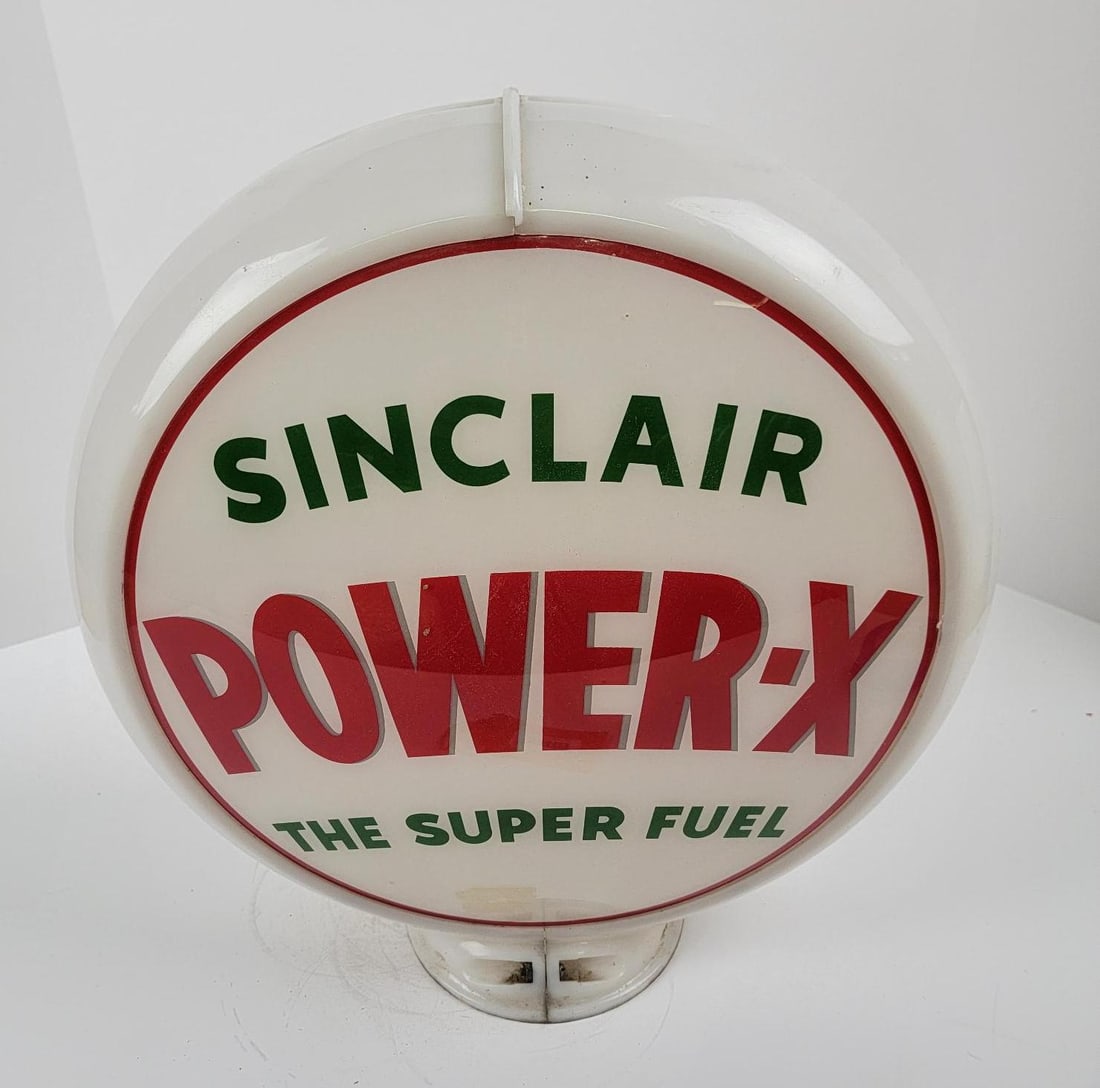 SINCLAIR
POWER-X
THE SUPER FUEL